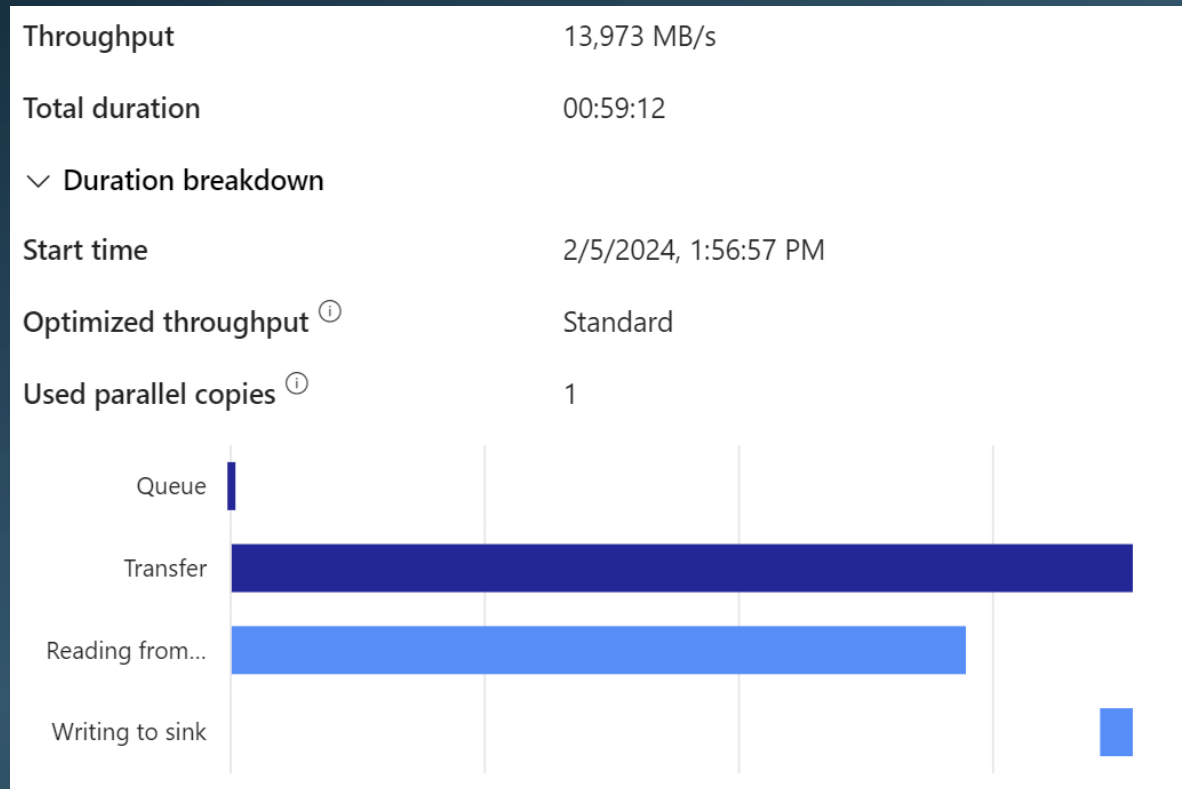 Throughput 13,973 MB/s
Total duration 00:59:12
Duration breakdown
Start time 2/5/2024, 1:56:57 PM
Optimized throughput Standard
Used parallel copies 1
Queue
Transfer
Reading from...
Writing to sink